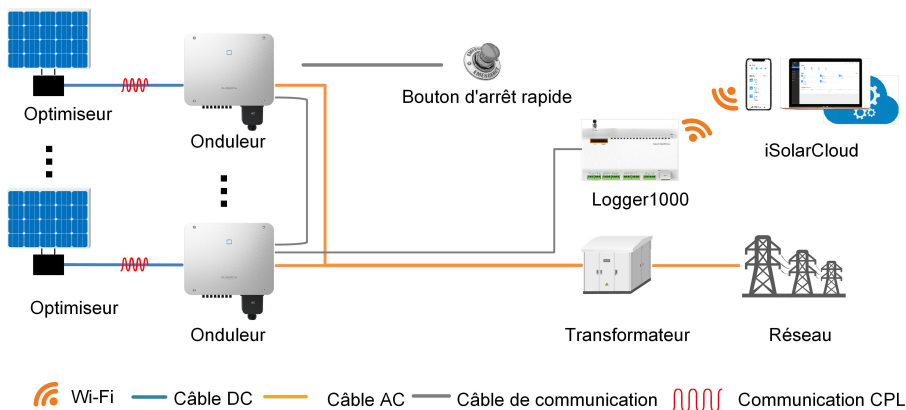 Optimiseur
Onduleur
Bouton d'arrêt rapide
iSolarCloud
Logger1000
Optimiseur
Onduleur
Transformateur
Réseau
Wi-Fi
Câble DC
Câble AC
Câble de communication
Communication CPL